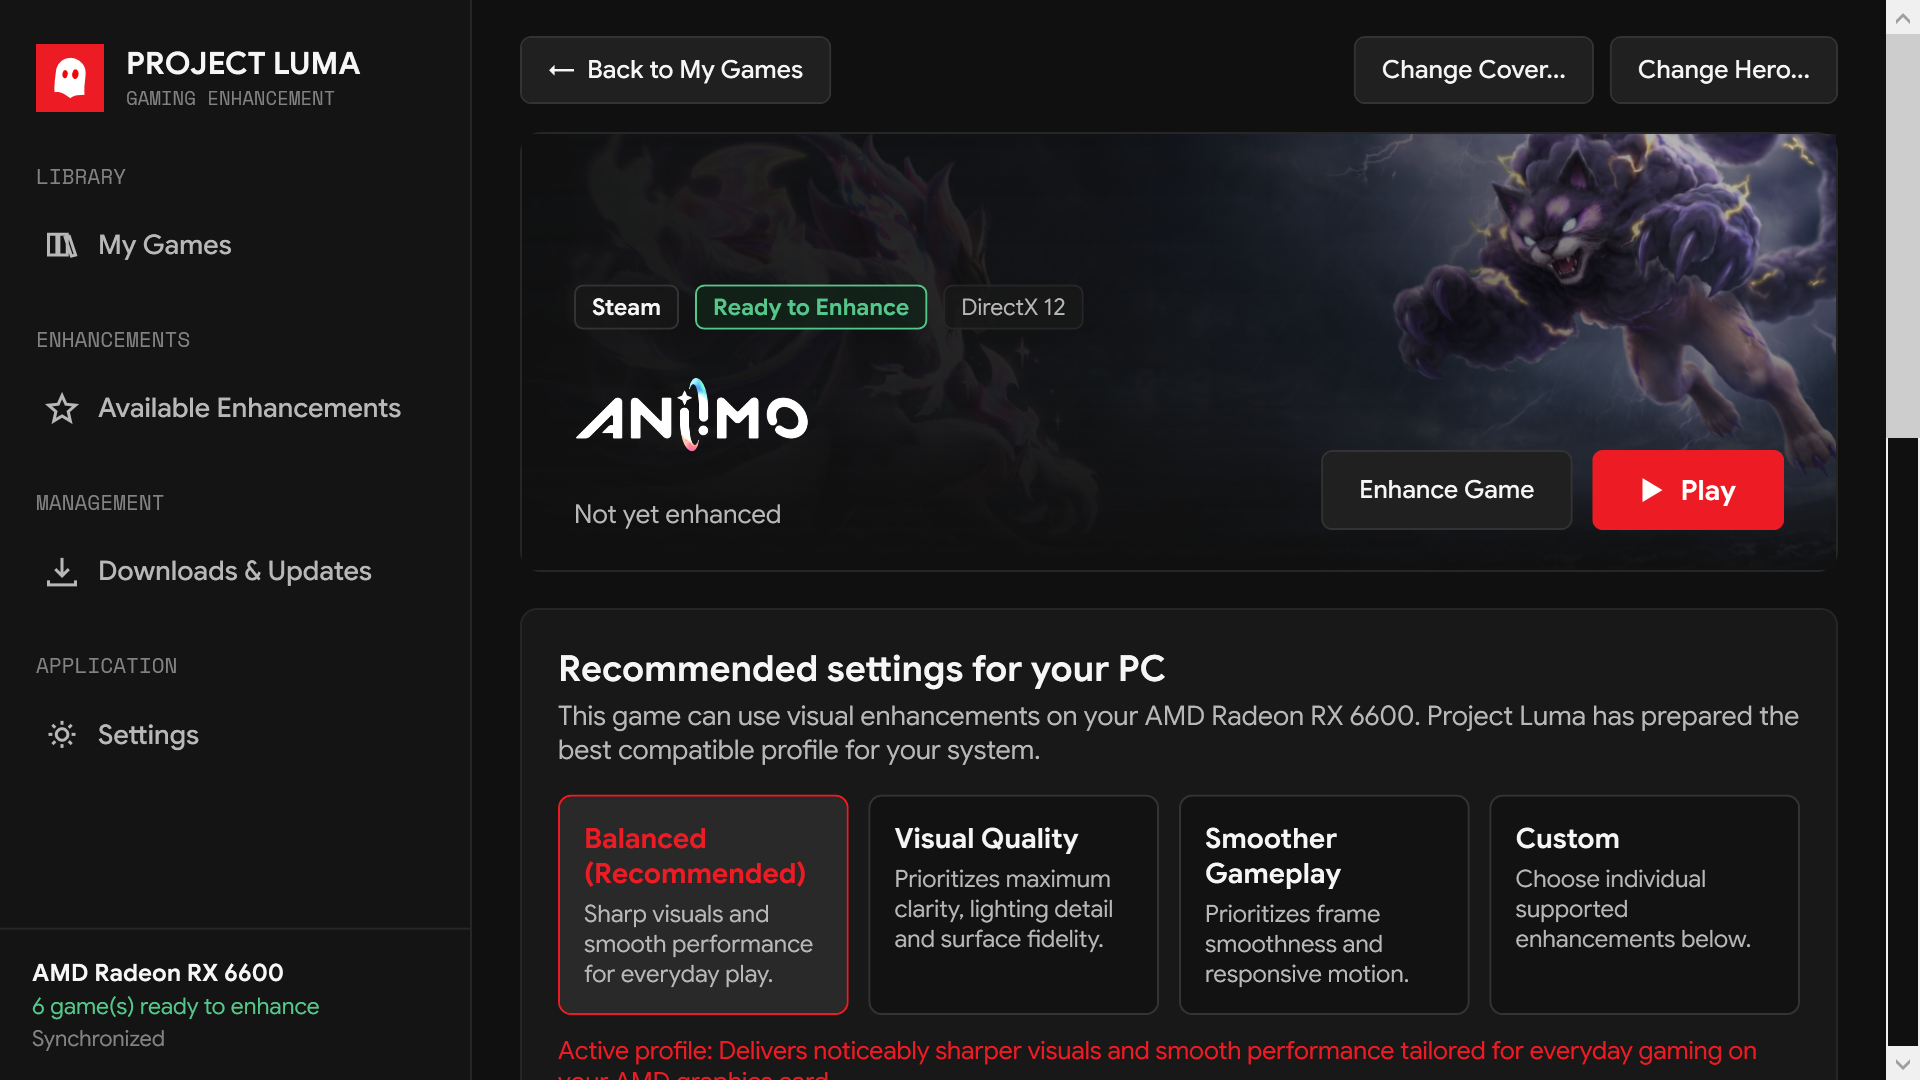 PROJECT LUMA
GAMING ENHANCEMENT
LIBRARY
My Games
ENHANCEMENTS
Available Enhancements
MANAGEMENT
Downloads & Updates
APPLICATION
Settings
AMD Radeon RX 6600
6 game(s) ready to enhance
Synchronized
← Back to My Games
Change Cover...
Change Hero...
Steam
Ready to Enhance
DirectX 12
ANIIMO
Not yet enhanced
Enhance Game
Play
Recommended settings for your PC
This game can use visual enhancements on your AMD Radeon RX 6600. Project Luma has prepared the
best compatible profile for your system.
Balanced
(Recommended)
Sharp visuals and
smooth performance
for everyday play.
Visual Quality
Prioritizes maximum
clarity, lighting detail
and surface fidelity.
Smoother
Gameplay
Prioritizes frame
smoothness and
responsive motion.
Custom
Choose individual
supported
enhancements below.
Active profile: Delivers noticeably sharper visuals and smooth performance tailored for everyday gaming on
your AMD graphics card.